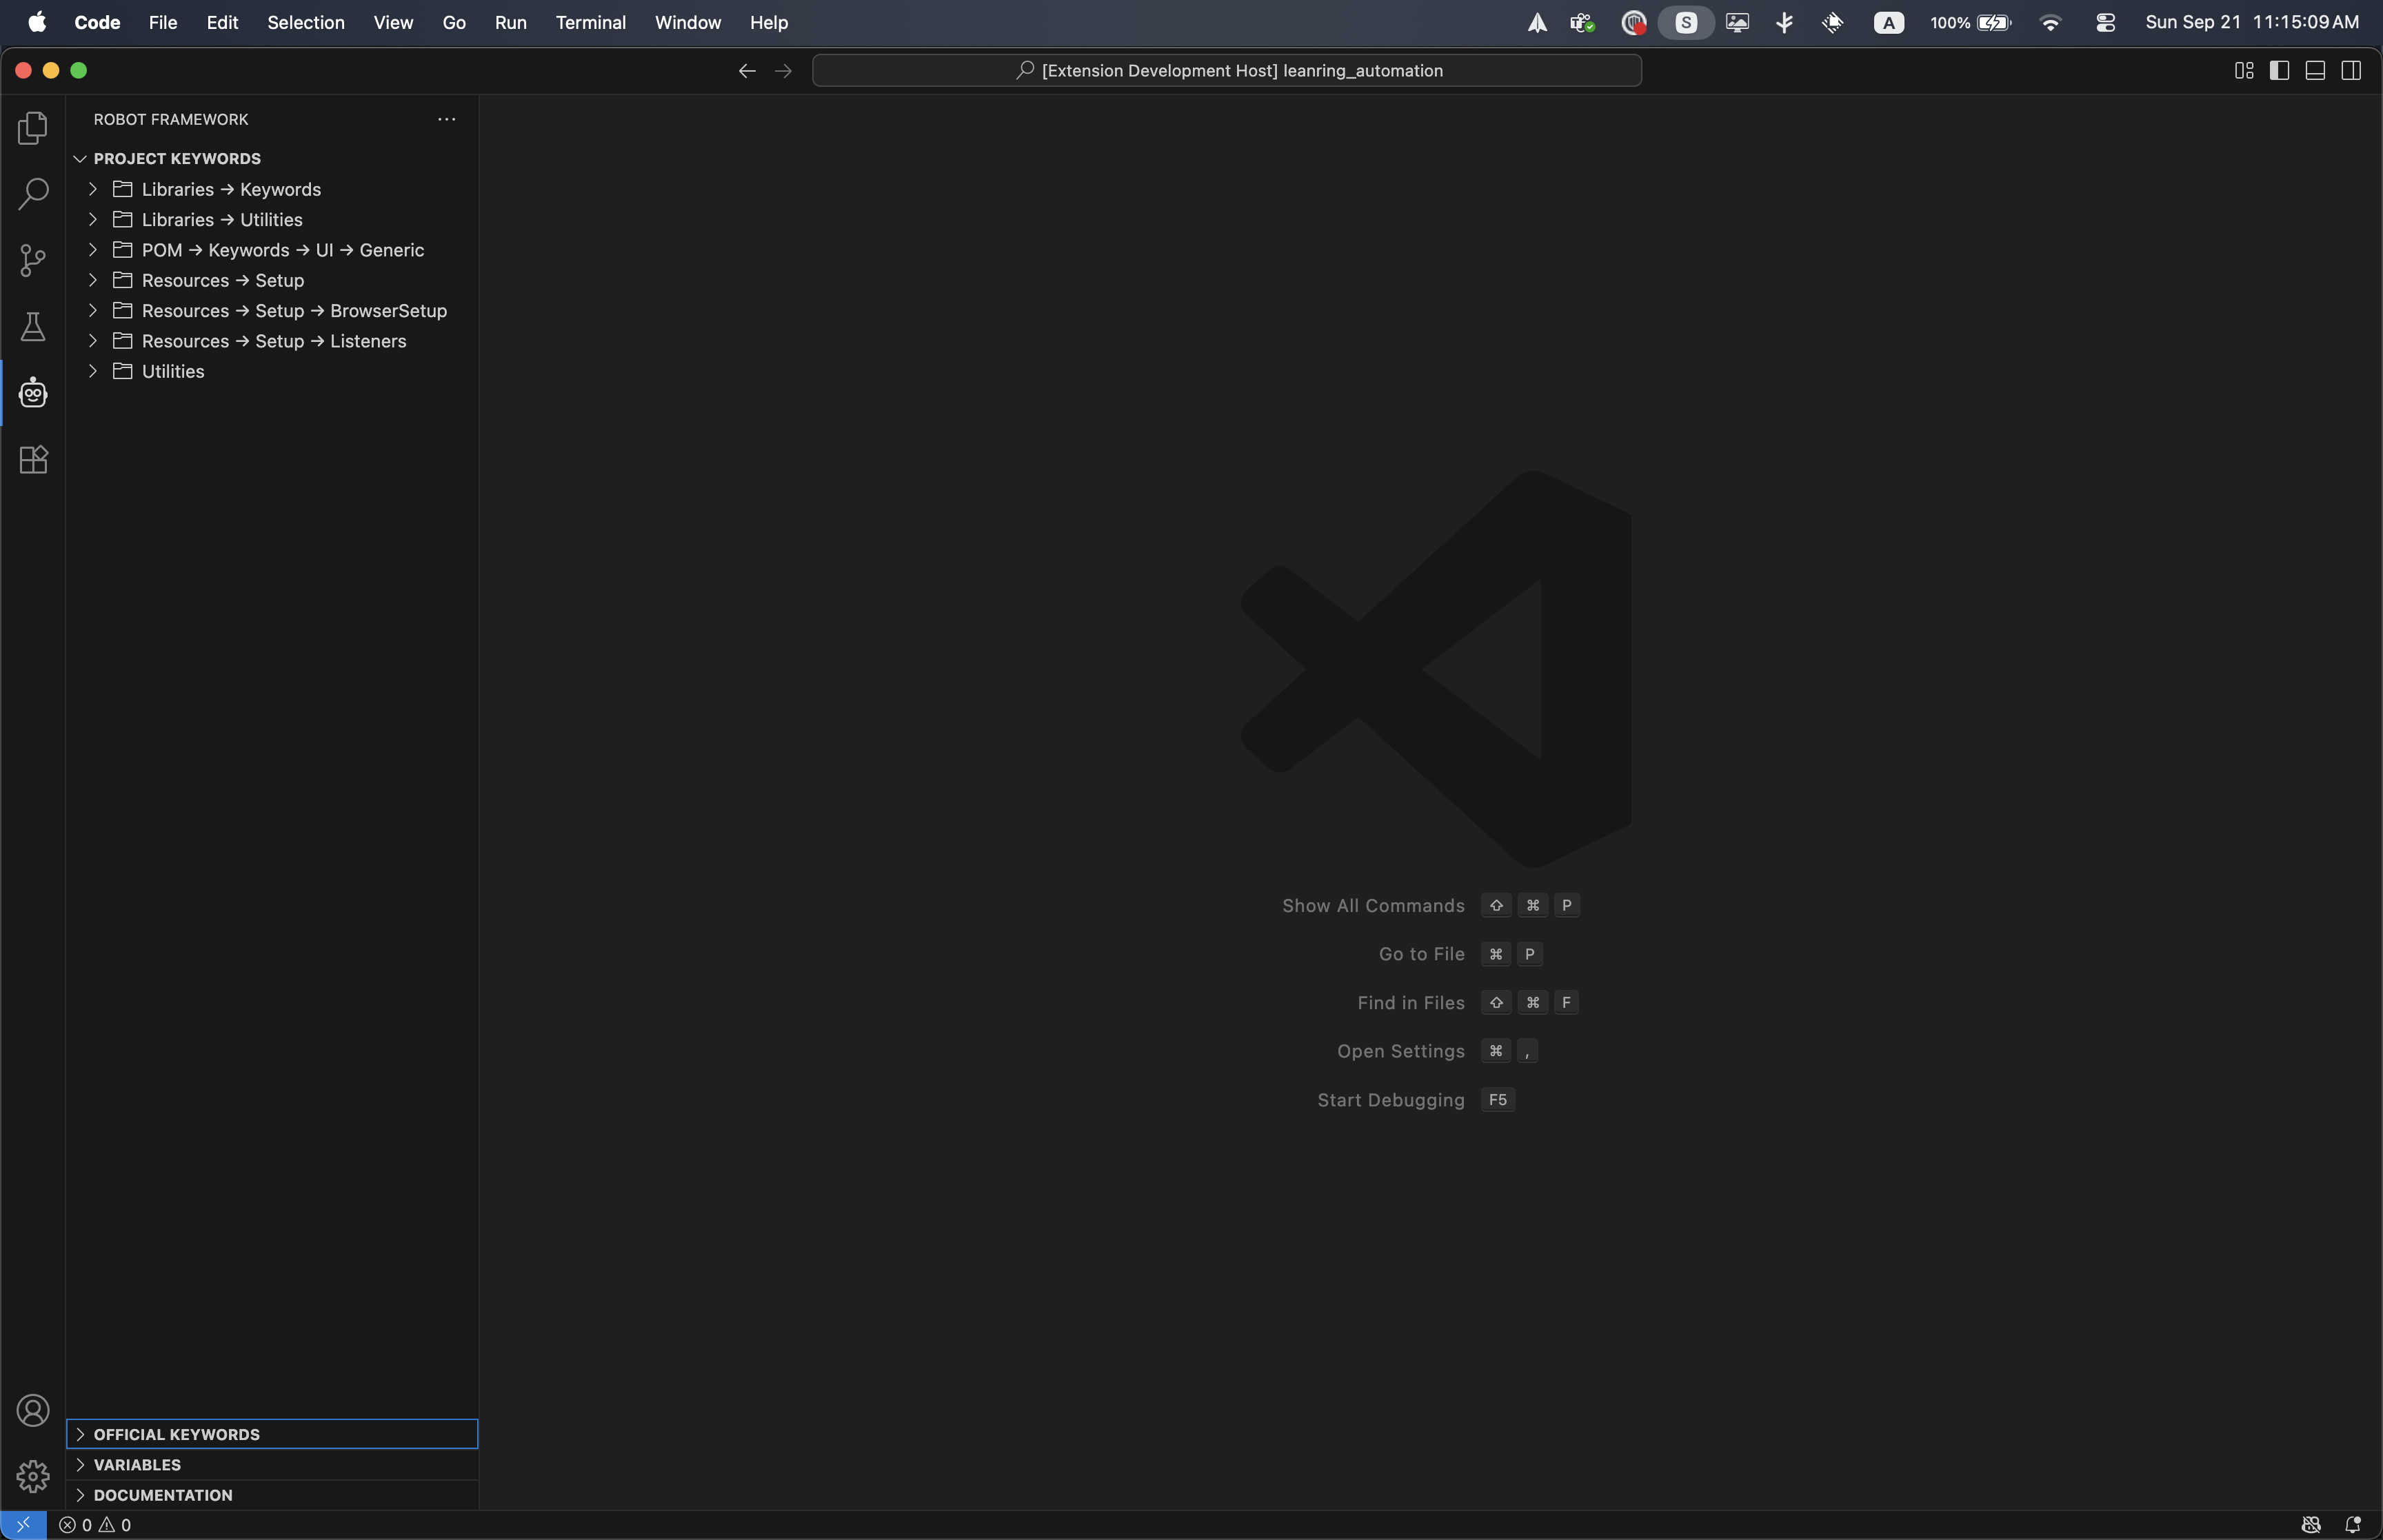 Code File Edit Selection View Go Run Terminal Window Help S A 100% Sun Sep 21 11:15:09 AM
[Extension Development Host] leanring_automation
ROBOT FRAMEWORK
PROJECT KEYWORDS
Libraries → Keywords
Libraries → Utilities
POM → Keywords → UI → Generic
Resources → Setup
Resources → Setup → BrowserSetup
Resources → Setup → Listeners
Utilities
Show All Commands ⇧ ⌘ P
Go to File ⌘ P
Find in Files ⇧ ⌘ F
Open Settings ⌘ ,
Start Debugging F5
OFFICIAL KEYWORDS
VARIABLES
DOCUMENTATION
0 0